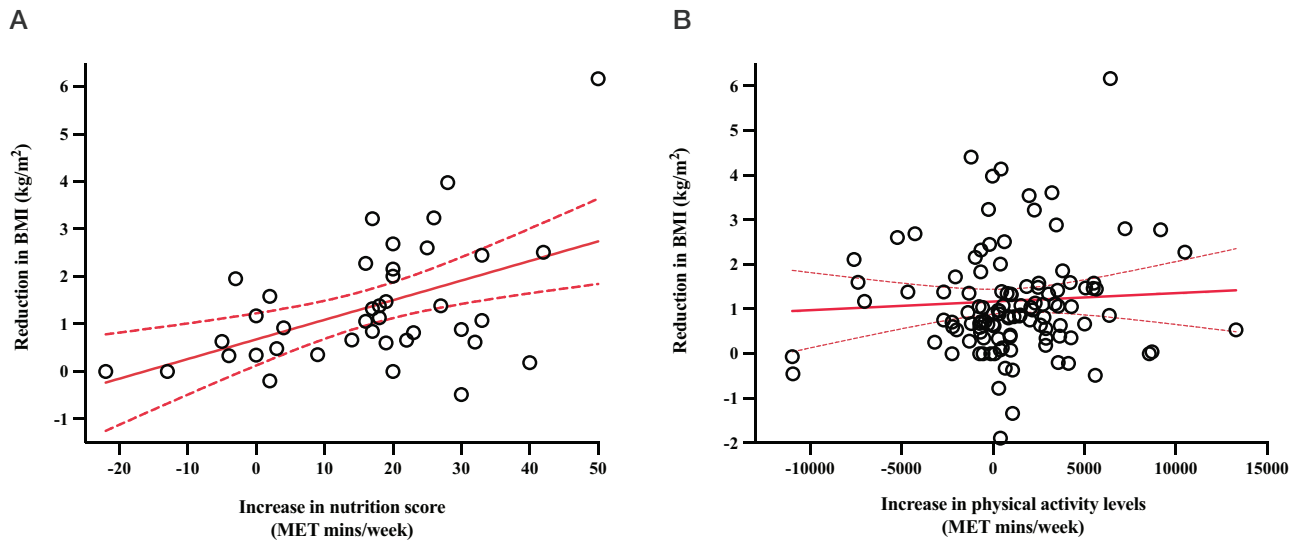 A
Reduction in BMI (kg/m²)
6
5
4
3
2
1
0
-1
-20 -10 0 10 20 30 40 50
Increase in nutrition score
(MET mins/week)
B
Reduction in BMI (kg/m²)
6
5
4
3
2
1
0
-1
-2
-10000 -5000 0 5000 10000 15000
Increase in physical activity levels
(MET mins/week)